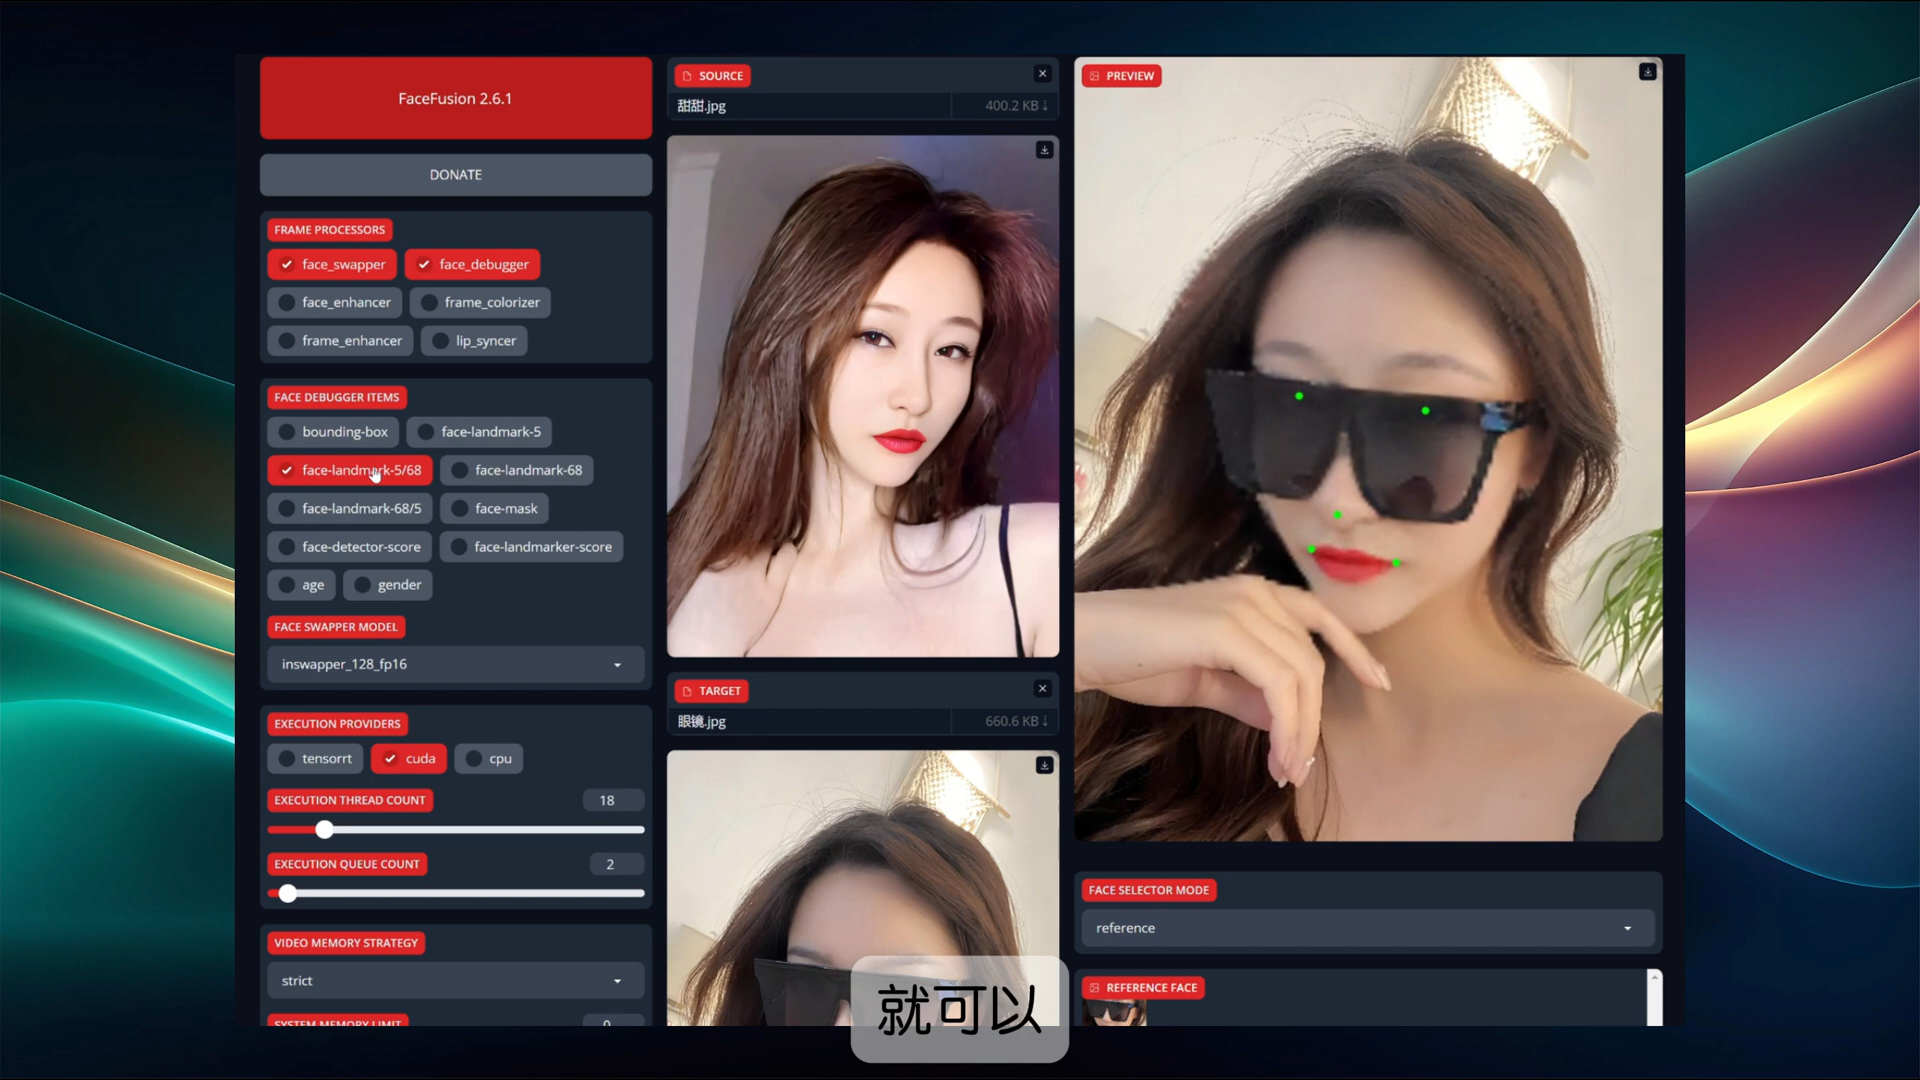 FaceFusion 2.6.1
DONATE
FRAME PROCESSORS
face_swapper
face_debugger
face_enhancer
frame_colorizer
frame_enhancer
lip_syncer
FACE DEBUGGER ITEMS
bounding-box
face-landmark-5
face-landmark-5/68
face-landmark-68
face-landmark-68/5
face-mask
face-detector-score
face-landmarker-score
age
gender
FACE SWAPPER MODEL
inswapper_128_fp16
EXECUTION PROVIDERS
tensorrt
cuda
cpu
EXECUTION THREAD COUNT
18
EXECUTION QUEUE COUNT
2
VIDEO MEMORY STRATEGY
strict
SYSTEM MEMORY LIMIT
0
SOURCE
甜甜.jpg
400.2 KB ↓
TARGET
眼镜.jpg
660.6 KB ↓
PREVIEW
FACE SELECTOR MODE
reference
REFERENCE FACE
就可以